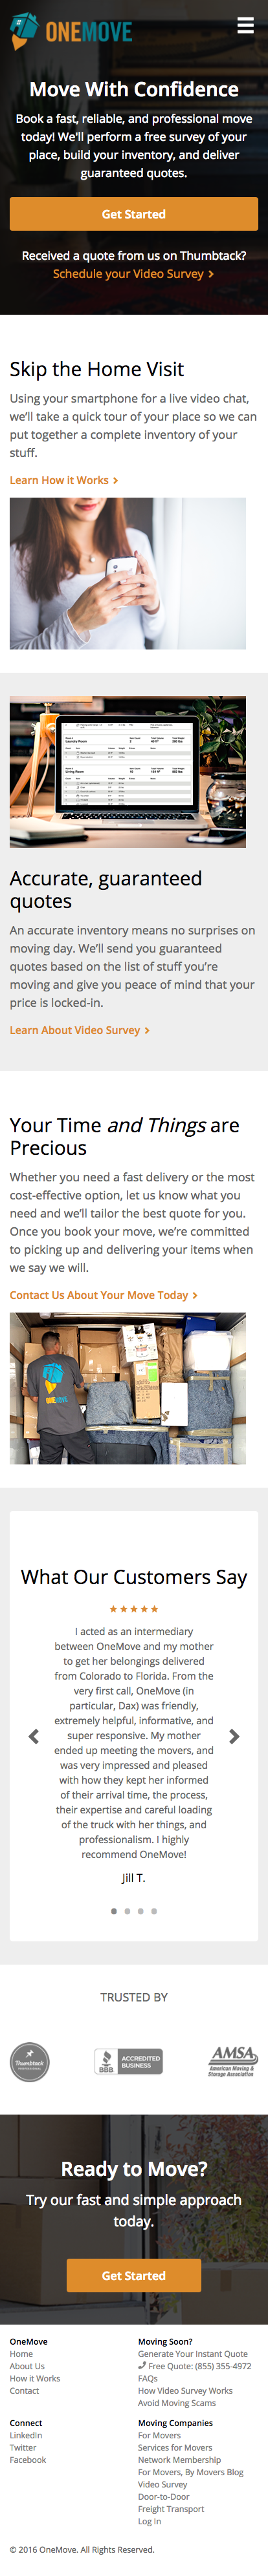 ONEMOVE
Move With Confidence
Book a fast, reliable, and professional move
today! We'll perform a free survey of your
place, build your inventory, and deliver
guaranteed quotes.
Get Started
Received a quote from us on Thumbtack?
Schedule your Video Survey
Skip the Home Visit
Using your smartphone for a live video chat,
we'll take a quick tour of your place so we can
put together a complete inventory of your
stuff.
Learn How it Works
Accurate, guaranteed
quotes
An accurate inventory means no surprises on
moving day. We'll send you guaranteed
quotes based on the list of stuff you're
moving and give you peace of mind that your
price is locked-in.
Learn About Video Survey
Your Time and Things are
Precious
Whether you need a fast delivery or the most
cost-effective option, let us know what you
need and we'll tailor the best quote for you.
Once you book your move, we're committed
to picking up and delivering your items when
we say we will.
Contact Us About Your Move Today
What Our Customers Say
I acted as an intermediary
between OneMove and my mother
to get her belongings delivered
from Colorado to Florida. From the
very first call, OneMove (in
particular, Dax) was friendly,
extremely helpful, informative, and
super responsive. My mother
ended up meeting the movers, and
was very impressed and pleased
with how they kept her informed
of their arrival time, the process,
their expertise and careful loading
of the truck with her things, and
professionalism. I highly
recommend OneMove!
Jill T.
TRUSTED BY
Thumbtack
PROFESSIONAL
BBB
ACCREDITED
BUSINESS
AMSA
American Moving &
Storage Association
Ready to Move?
Try our fast and simple approach
today.
Get Started
OneMove
Home
About Us
How it Works
Contact
Moving Soon?
Generate Your Instant Quote
Free Quote: (855) 355-4972
FAQs
How Video Survey Works
Avoid Moving Scams
Connect
LinkedIn
Twitter
Facebook
Moving Companies
For Movers
Services for Movers
Network Membership
For Movers, By Movers Blog
Video Survey
Door-to-Door
Freight Transport
Log In
© 2016 OneMove. All Rights Reserved.